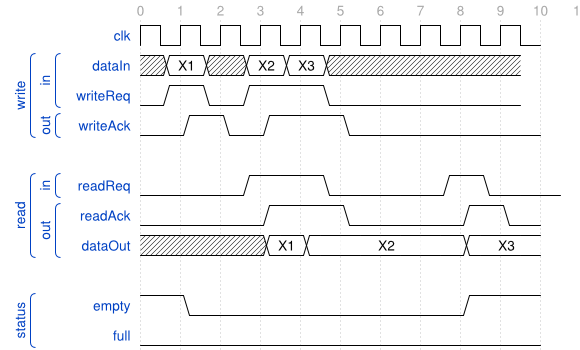 0 1 2 3 4 5 6 7 8 9 10 1
clk
write
in
dataIn X1 X2 X3
writeReq
out
writeAck
read
in
readReq
out
readAck
dataOut X1 X2 X3
status
empty
full